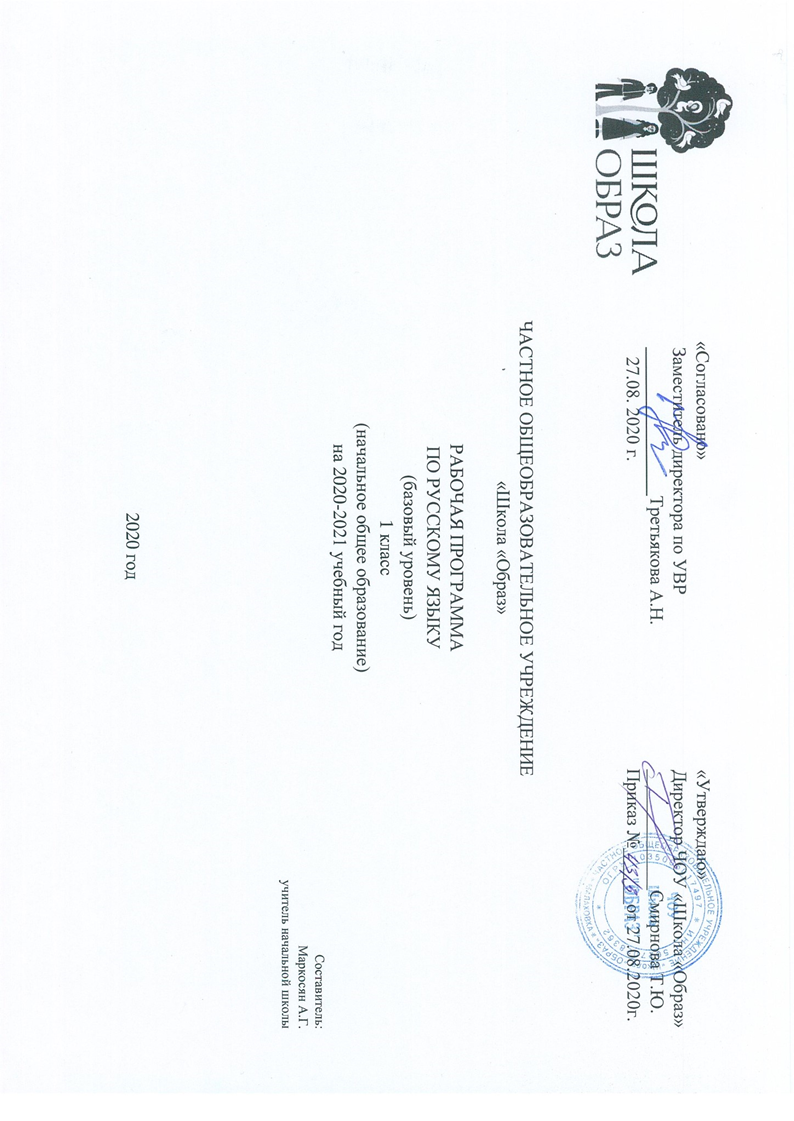 ШКОЛА
ОБРАЗ
«Согласовано»
Заместитель директора по УВР
Третьякова А.Н.
27.08. 2020 г.
«Утверждаю»
Директор ЧОУ «Школа «Образ»
Смирнова Т.Ю.
Приказ № от 27.08 2020г.
ЧАСТНОЕ ОБЩЕОБРАЗОВАТЕЛЬНОЕ УЧРЕЖДЕНИЕ
«Школа «Образ»
РАБОЧАЯ ПРОГРАММА
ПО РУССКОМУ ЯЗЫКУ
(базовый уровень)
1 класс
(начальное общее образование)
на 2020-2021 учебный год
Составитель:
Маркосян А.Г.
учитель начальной школы
2020 год